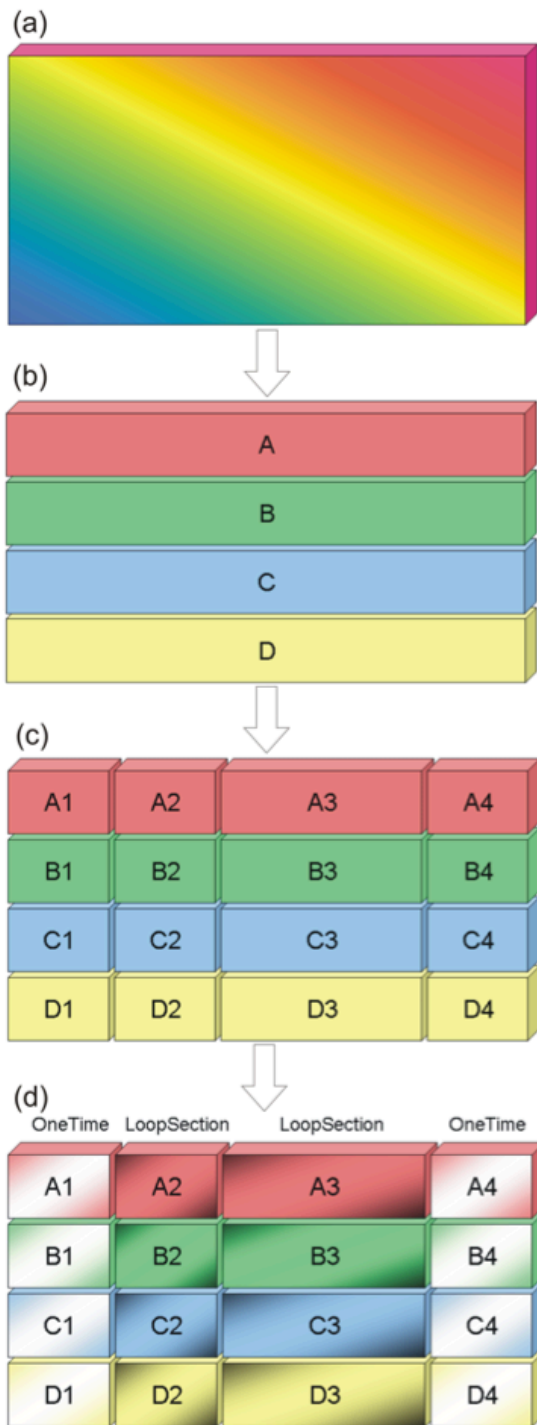 (a)
(b)
A
B
C
D
(c)
A1 A2 A3 A4
B1 B2 B3 B4
C1 C2 C3 C4
D1 D2 D3 D4
(d)
OneTime LoopSection LoopSection OneTime
A1 A2 A3 A4
B1 B2 B3 B4
C1 C2 C3 C4
D1 D2 D3 D4